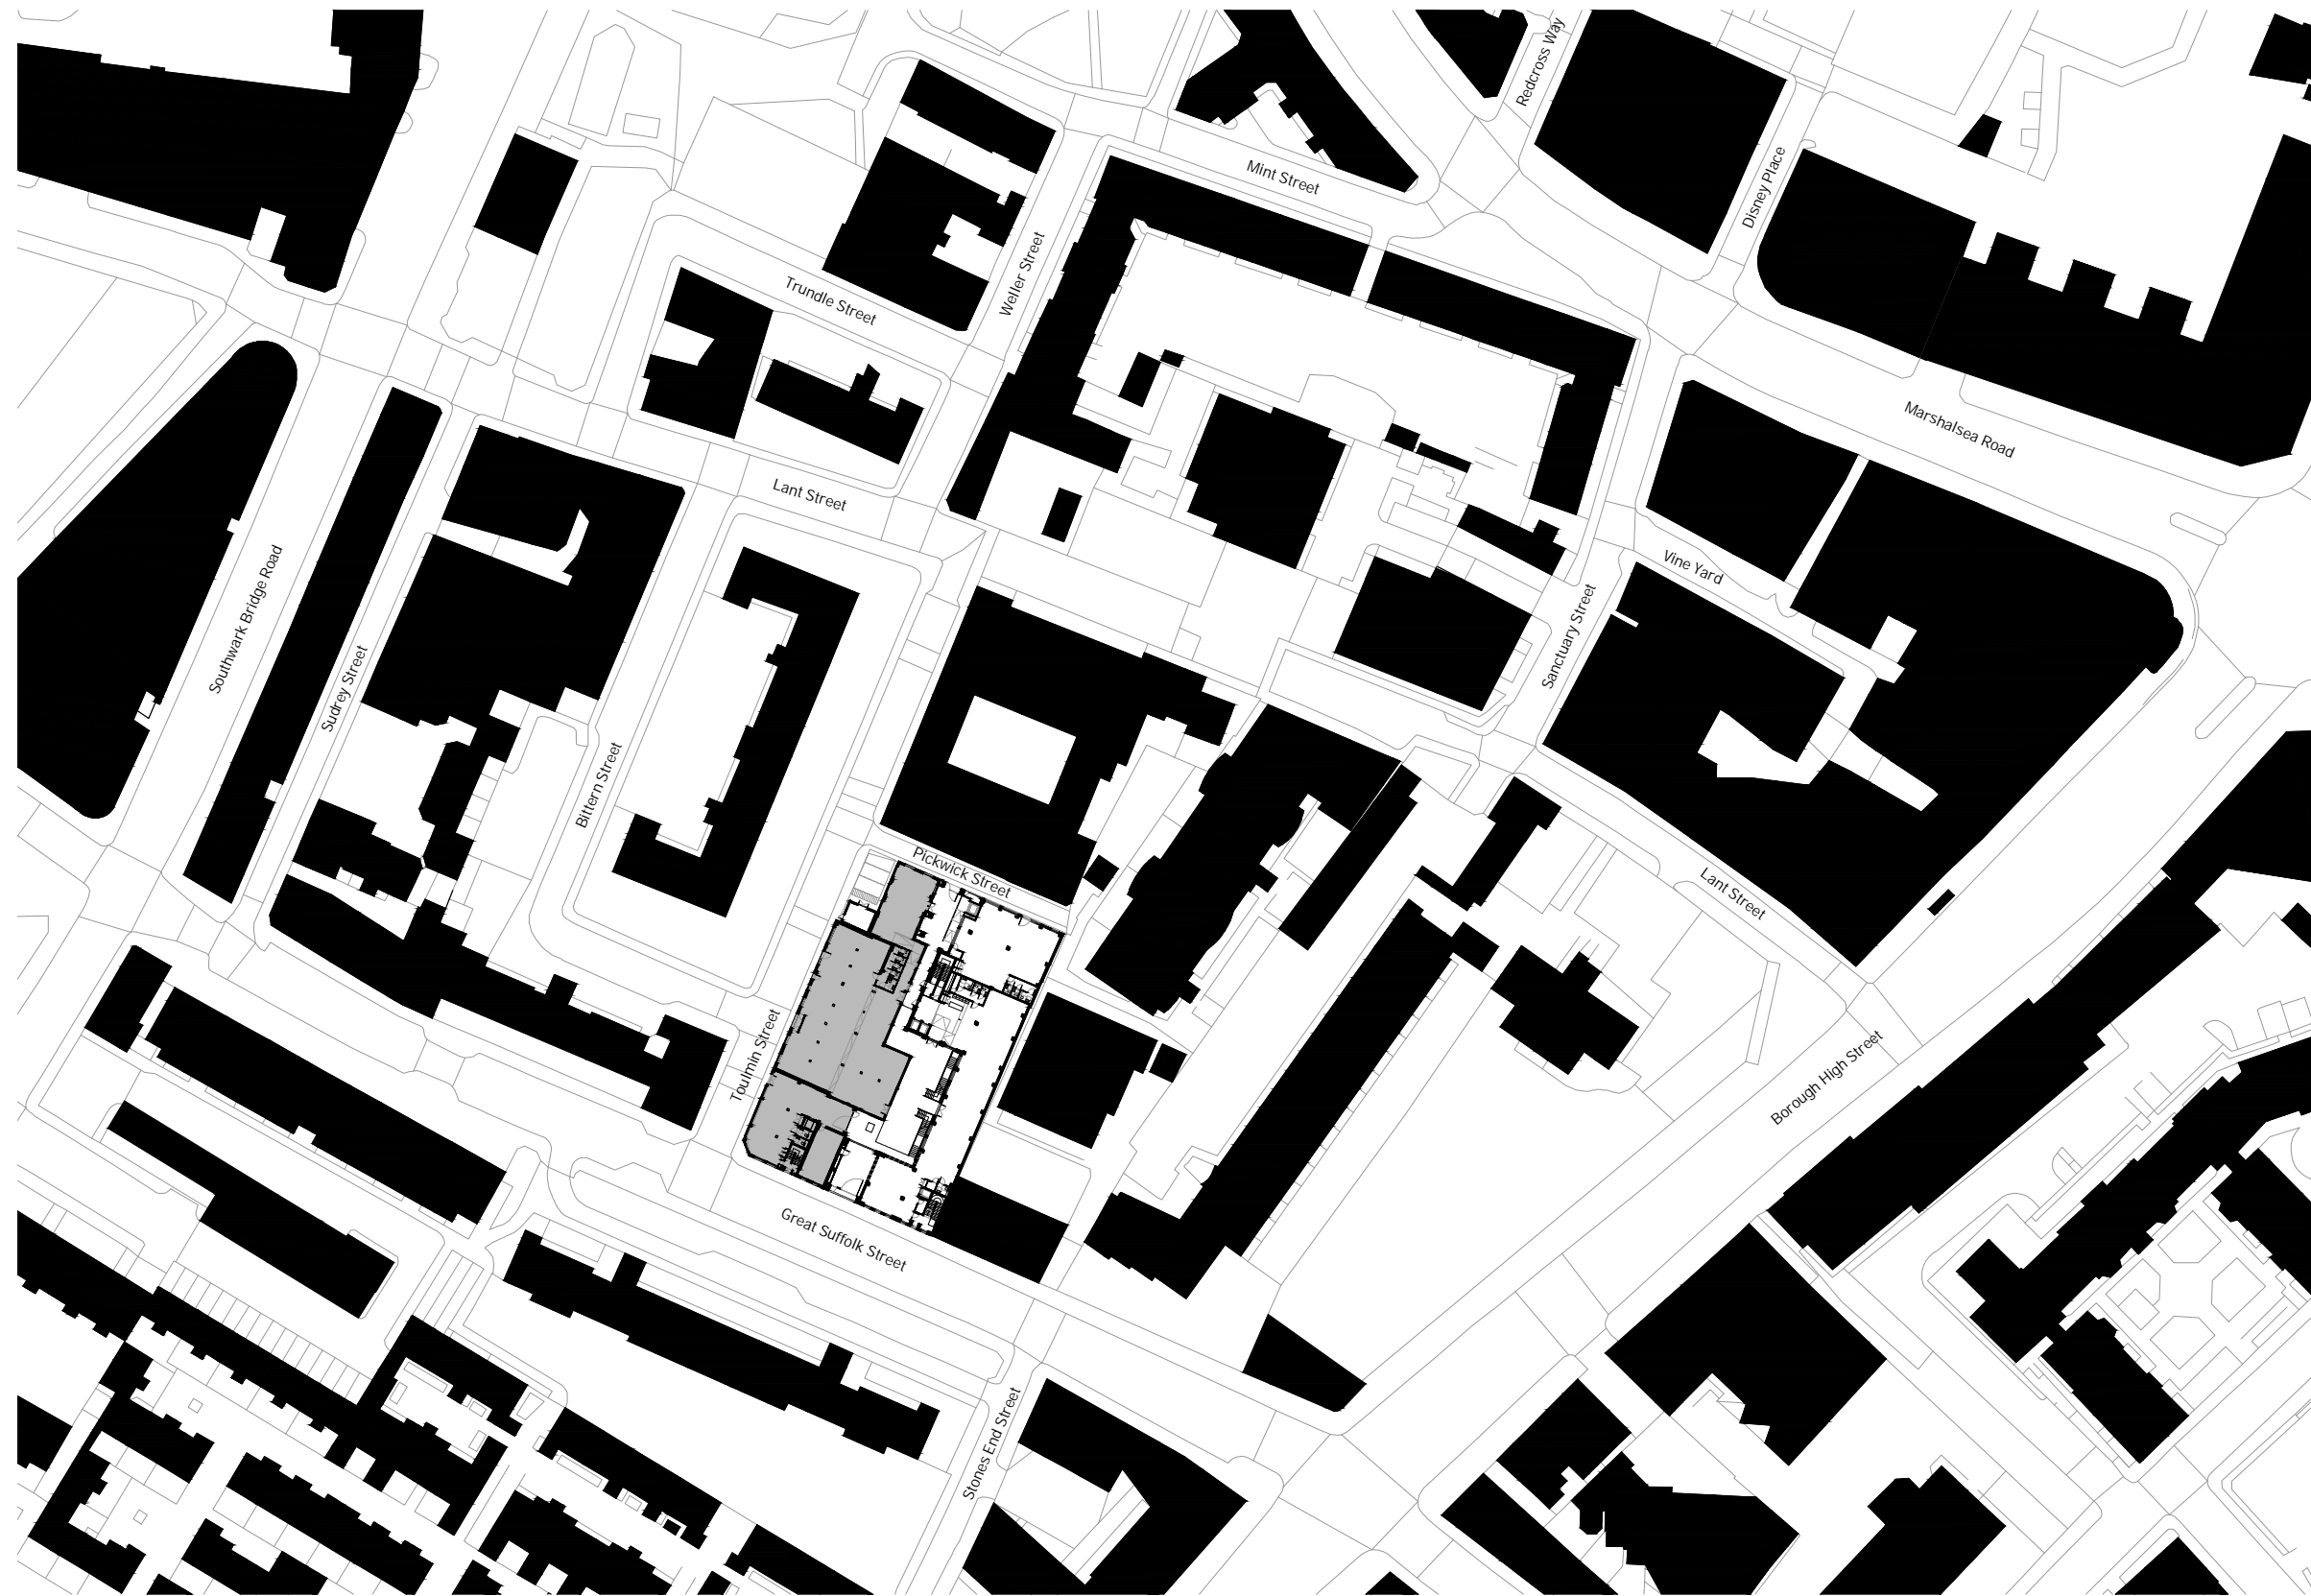 Redcross Way
Mint Street
Disney Place
Weller Street
Trundle Street
Marshalsea Road
Lant Street
Vine Yard
Southwark Bridge Road
Sanctuary Street
Sudrey Street
Bittern Street
Pickwick Street
Lant Street
Toulmin Street
Borough High Street
Great Suffolk Street
Stones End Street